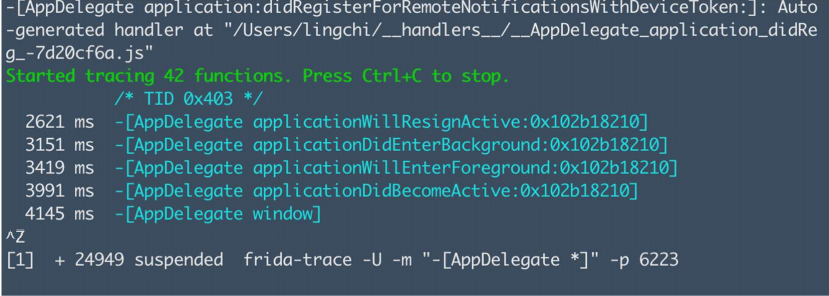 -[AppDelegate application:didRegisterForRemoteNotificationsWithDeviceToken:]: Auto
-generated handler at "/Users/lingchi/__handlers__/__AppDelegate_application_didRe
g_-7d20cf6a.js"
Started tracing 42 functions. Press Ctrl+C to stop.
/* TID 0x403 */
2621 ms  -[AppDelegate applicationWillResignActive:0x102b18210]
3151 ms  -[AppDelegate applicationDidEnterBackground:0x102b18210]
3419 ms  -[AppDelegate applicationWillEnterForeground:0x102b18210]
3991 ms  -[AppDelegate applicationDidBecomeActive:0x102b18210]
4145 ms  -[AppDelegate window]
^Z
[1]  + 24949 suspended  frida-trace -U -m "-[AppDelegate *]" -p 6223